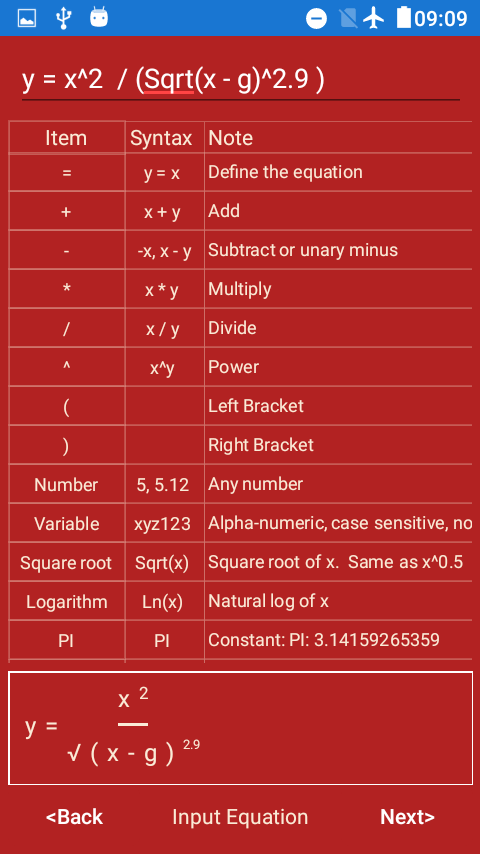 09:09
y = x^2  / (Sqrt(x - g)^2.9 )
Item Syntax Note
= y = x Define the equation
+ x + y Add
- -x, x - y Subtract or unary minus
* x * y Multiply
/ x / y Divide
^ x^y Power
( Left Bracket
) Right Bracket
Number 5, 5.12 Any number
Variable xyz123 Alpha-numeric, case sensitive, no
Square root Sqrt(x) Square root of x.  Same as x^0.5
Logarithm Ln(x) Natural log of x
PI PI Constant: PI: 3.14159265359
x 2
y =
√ ( x - g ) 2.9
<Back Input Equation Next>